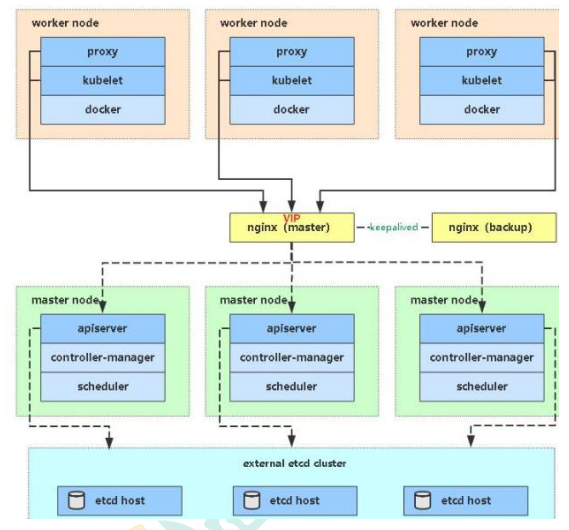 worker node
worker node
worker node
proxy
proxy
proxy
kubelet
kubelet
kubelet
docker
docker
docker
VIP
nginx (master)
keepalived
nginx (backup)
master node
master node
master node
apiserver
apiserver
apiserver
controller-manager
controller-manager
controller-manager
scheduler
scheduler
scheduler
external etcd cluster
etcd host
etcd host
etcd host